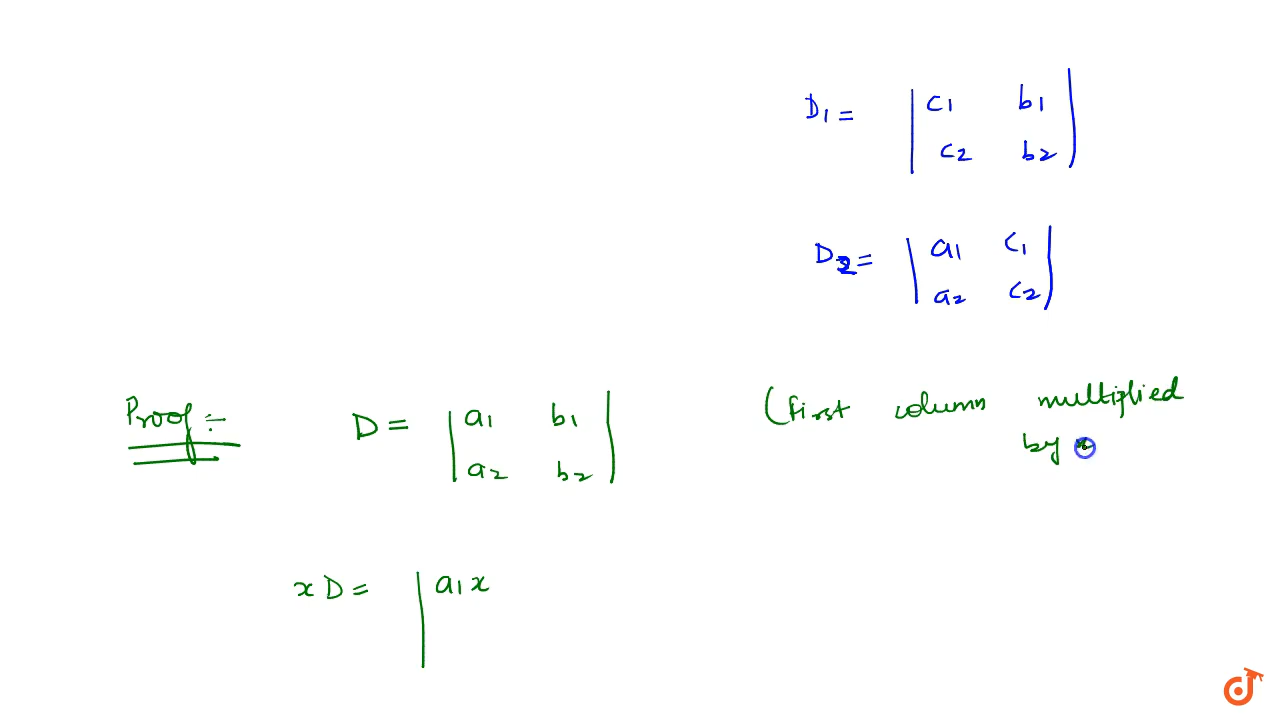 D1 = | c1 b1 |
| c2 b2 |
D2 = | a1 c1 |
| a2 c2 |
Proof :- D = | a1 b1 | (first column multiplied
| a2 b2 | by x
xD = | a1x